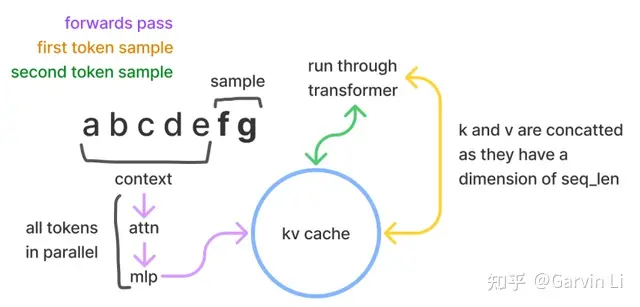 forwards pass
first token sample
second token sample
sample
a b c d e f g
context
all tokens
in parallel
attn
mlp
kv cache
run through
transformer
k and v are concatted
as they have a
dimension of seq_len
知乎 @Garvin Li